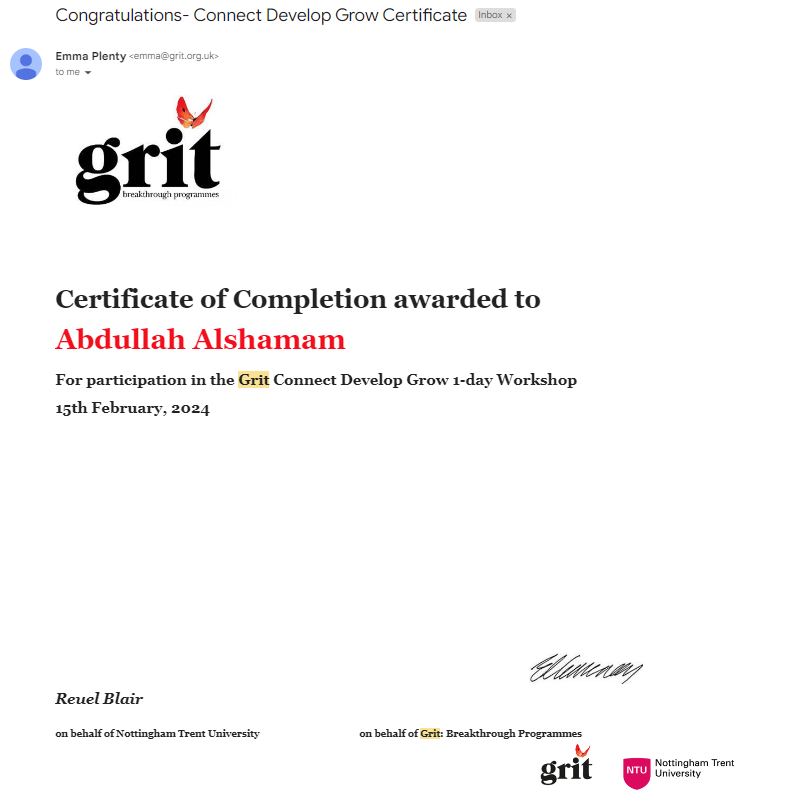 Congratulations- Connect Develop Grow Certificate Inbox ×
Emma Plenty <emma@grit.org.uk>
to me
grit
breakthrough programmes
Certificate of Completion awarded to
Abdullah Alshamam
For participation in the Grit Connect Develop Grow 1-day Workshop
15th February, 2024
Reuel Blair
on behalf of Nottingham Trent University
on behalf of Grit: Breakthrough Programmes
grit
NTU
Nottingham Trent
University